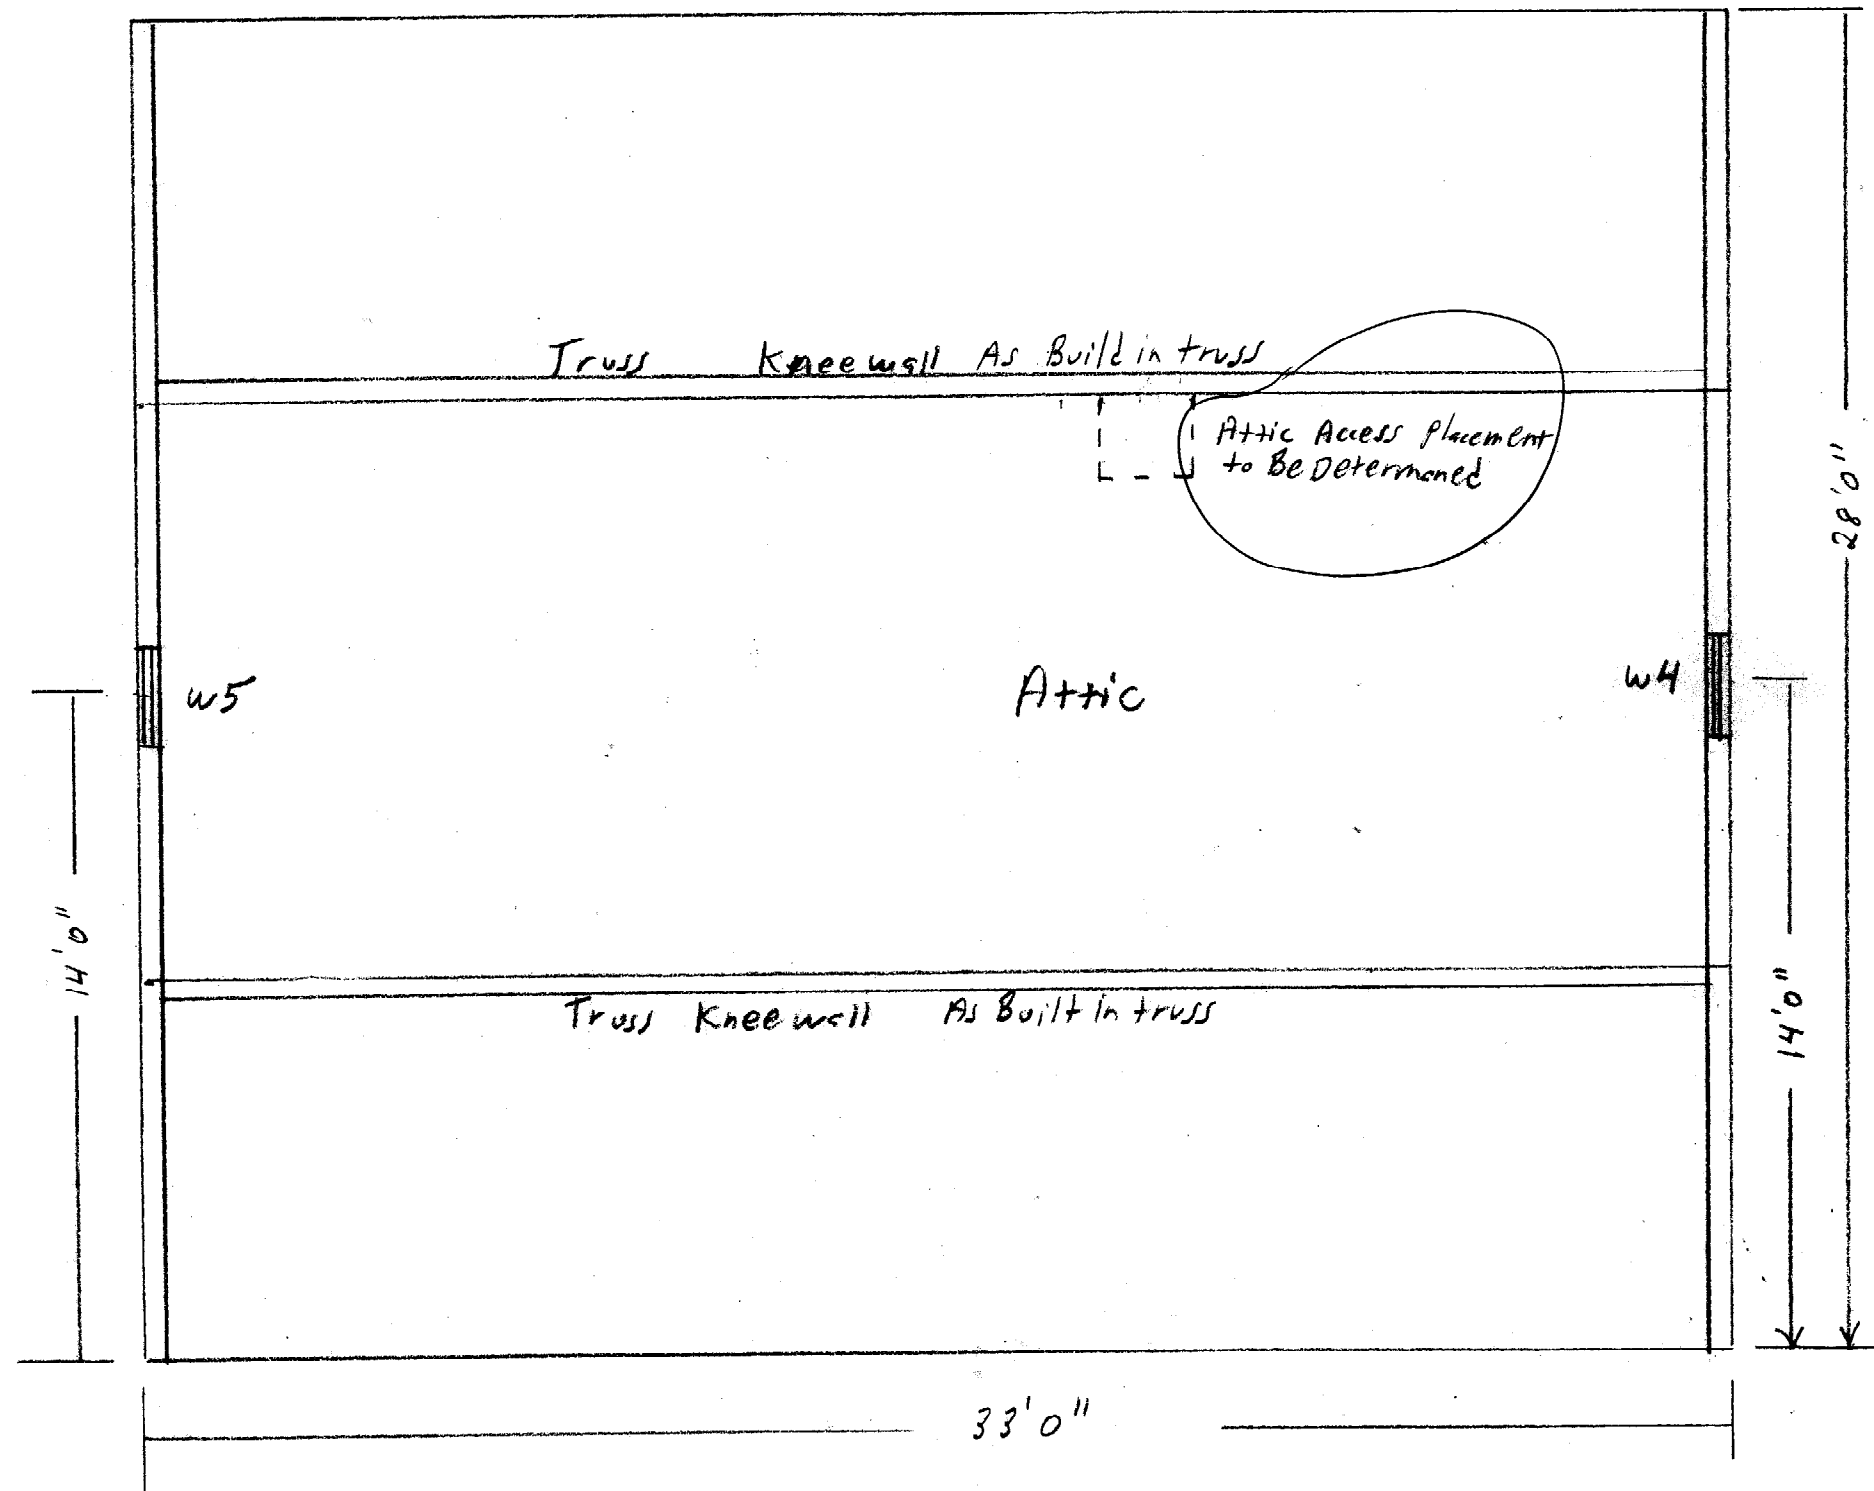 Truss Kneewall As Build in truss
Attic Access Placement
to Be Determened
28'0"
w5
Attic
w4
14'0"
14'0"
Truss Kneewall As Built in truss
33'0"